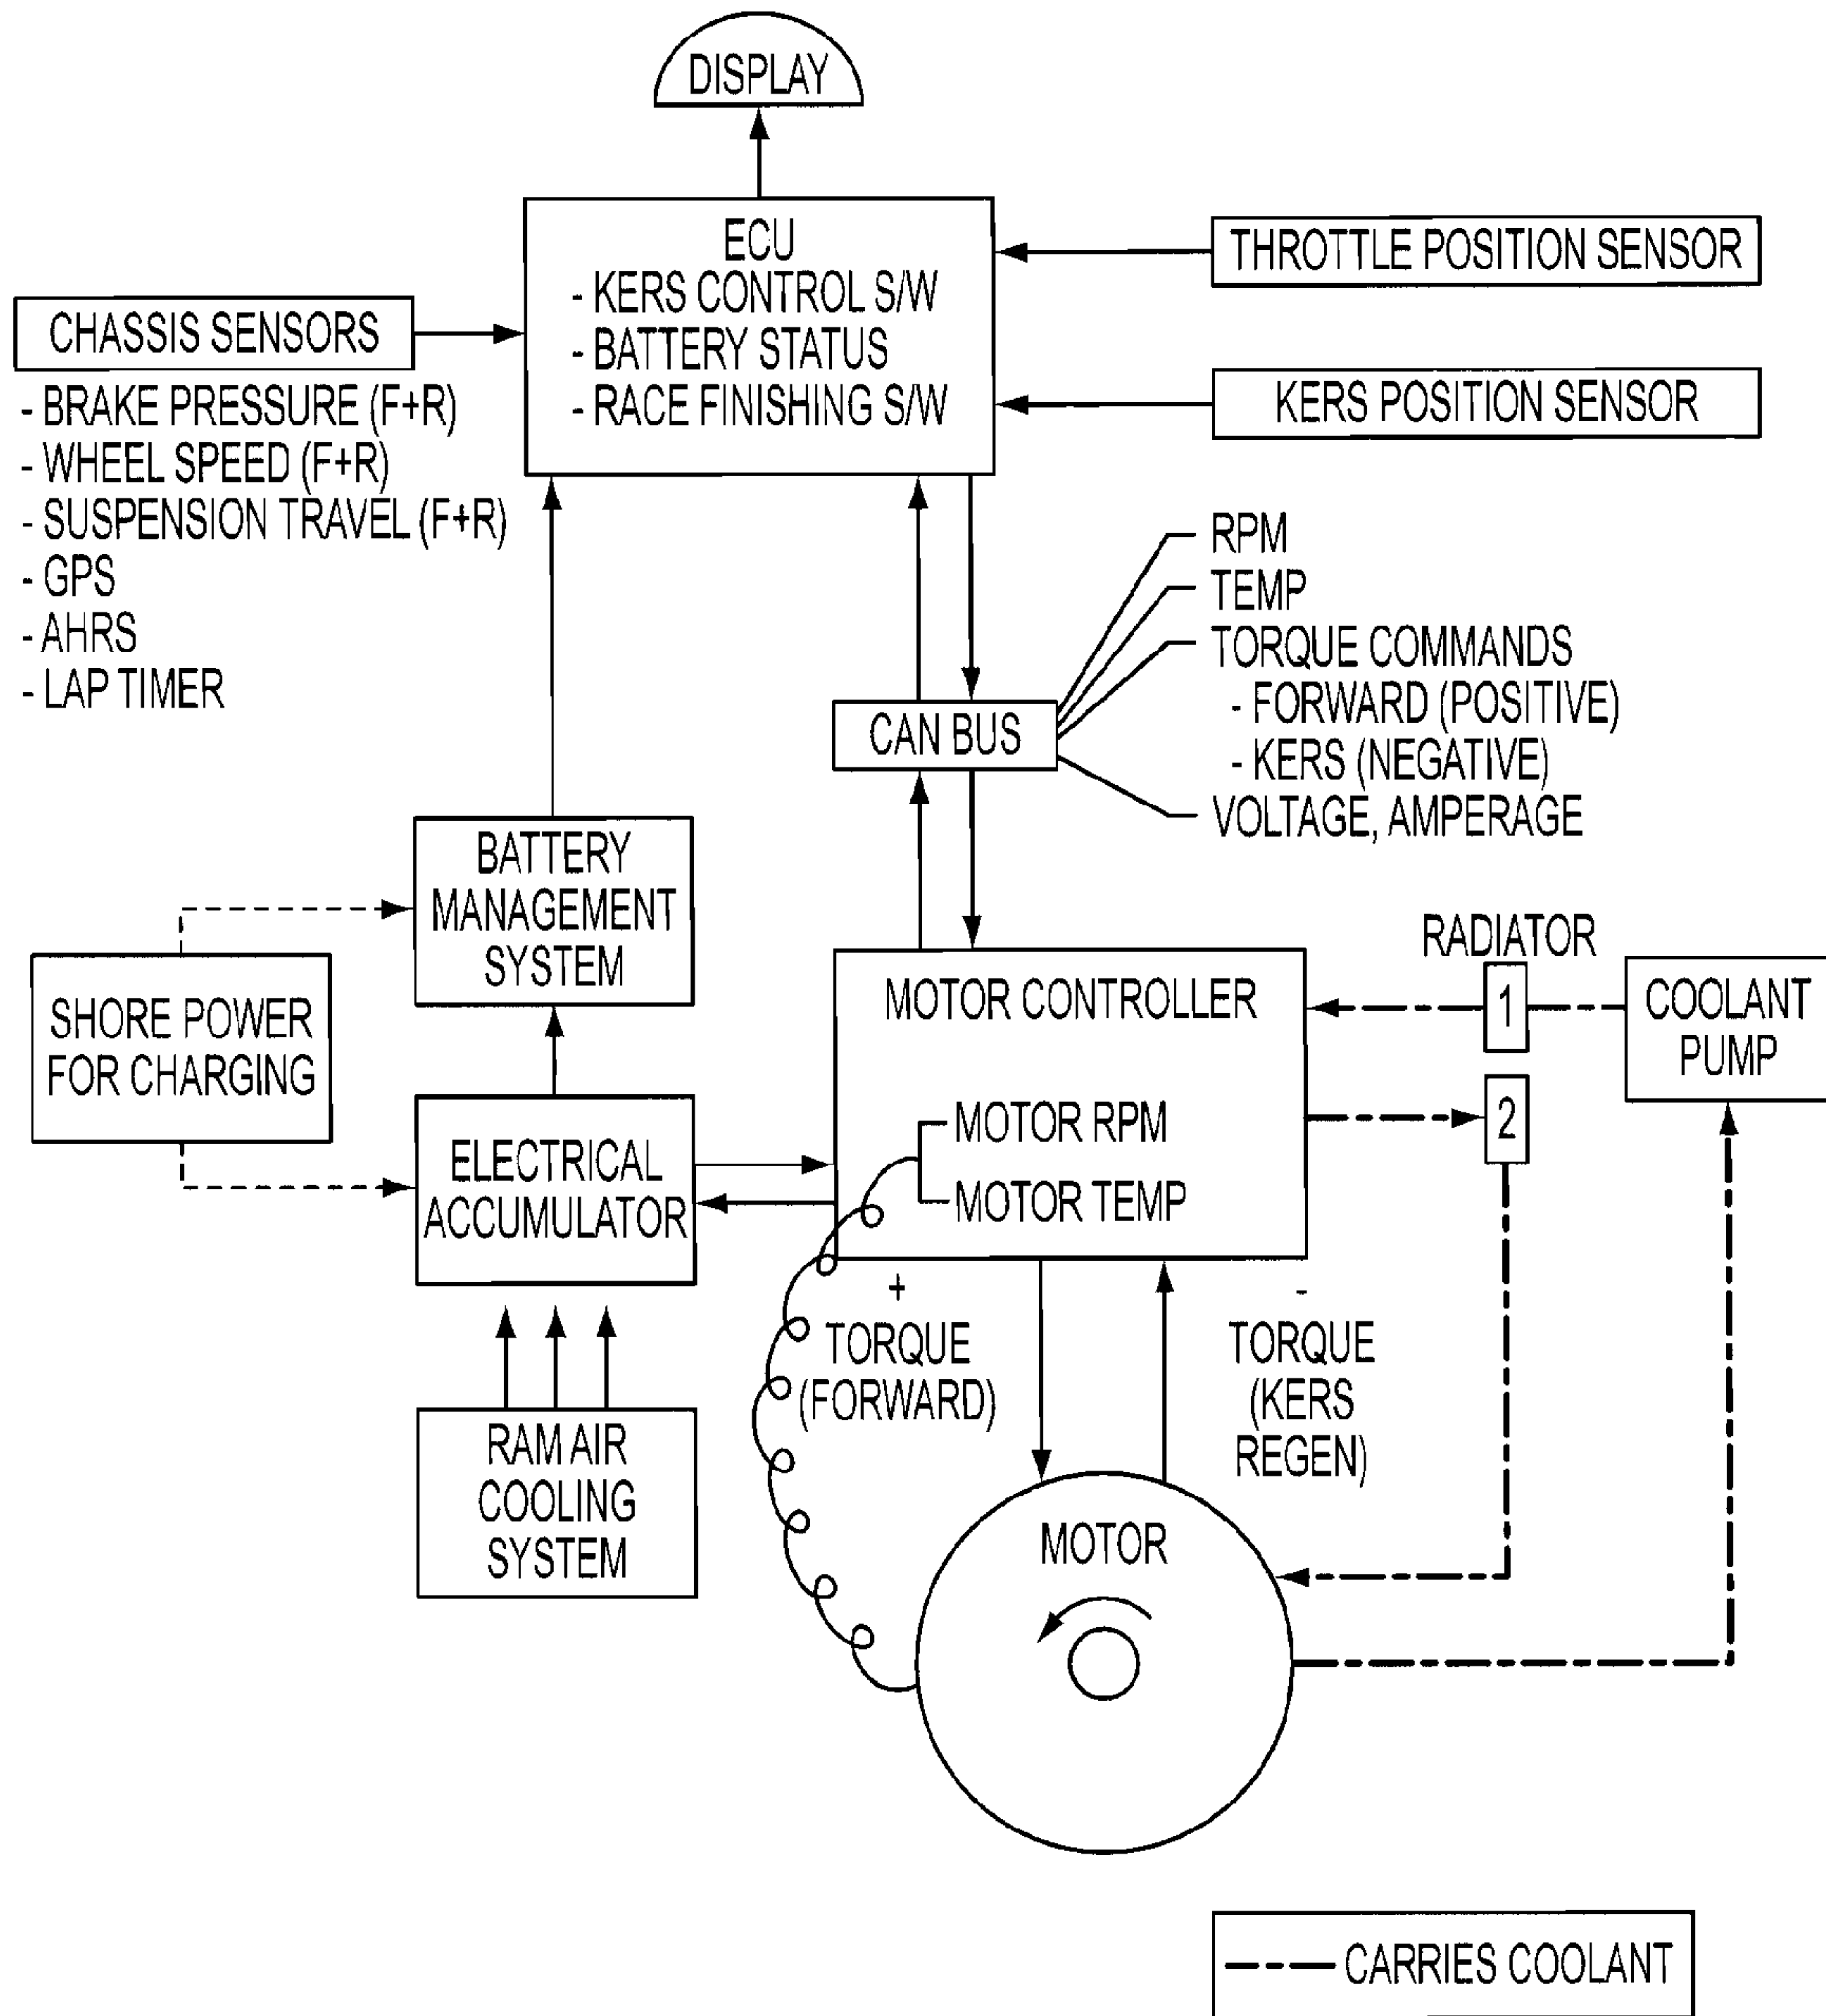 DISPLAY
ECU
- KERS CONTROL S/W
- BATTERY STATUS
- RACE FINISHING S/W
THROTTLE POSITION SENSOR
KERS POSITION SENSOR
CHASSIS SENSORS
- BRAKE PRESSURE (F+R)
- WHEEL SPEED (F+R)
- SUSPENSION TRAVEL (F+R)
- GPS
- AHRS
- LAP TIMER
RPM
TEMP
TORQUE COMMANDS
- FORWARD (POSITIVE)
- KERS (NEGATIVE)
VOLTAGE, AMPERAGE
CAN BUS
BATTERY
MANAGEMENT
SYSTEM
SHORE POWER
FOR CHARGING
ELECTRICAL
ACCUMULATOR
RAM AIR
COOLING
SYSTEM
MOTOR CONTROLLER
MOTOR RPM
MOTOR TEMP
RADIATOR
1
2
COOLANT
PUMP
+
TORQUE
(FORWARD)
-
TORQUE
(KERS
REGEN)
MOTOR
CARRIES COOLANT